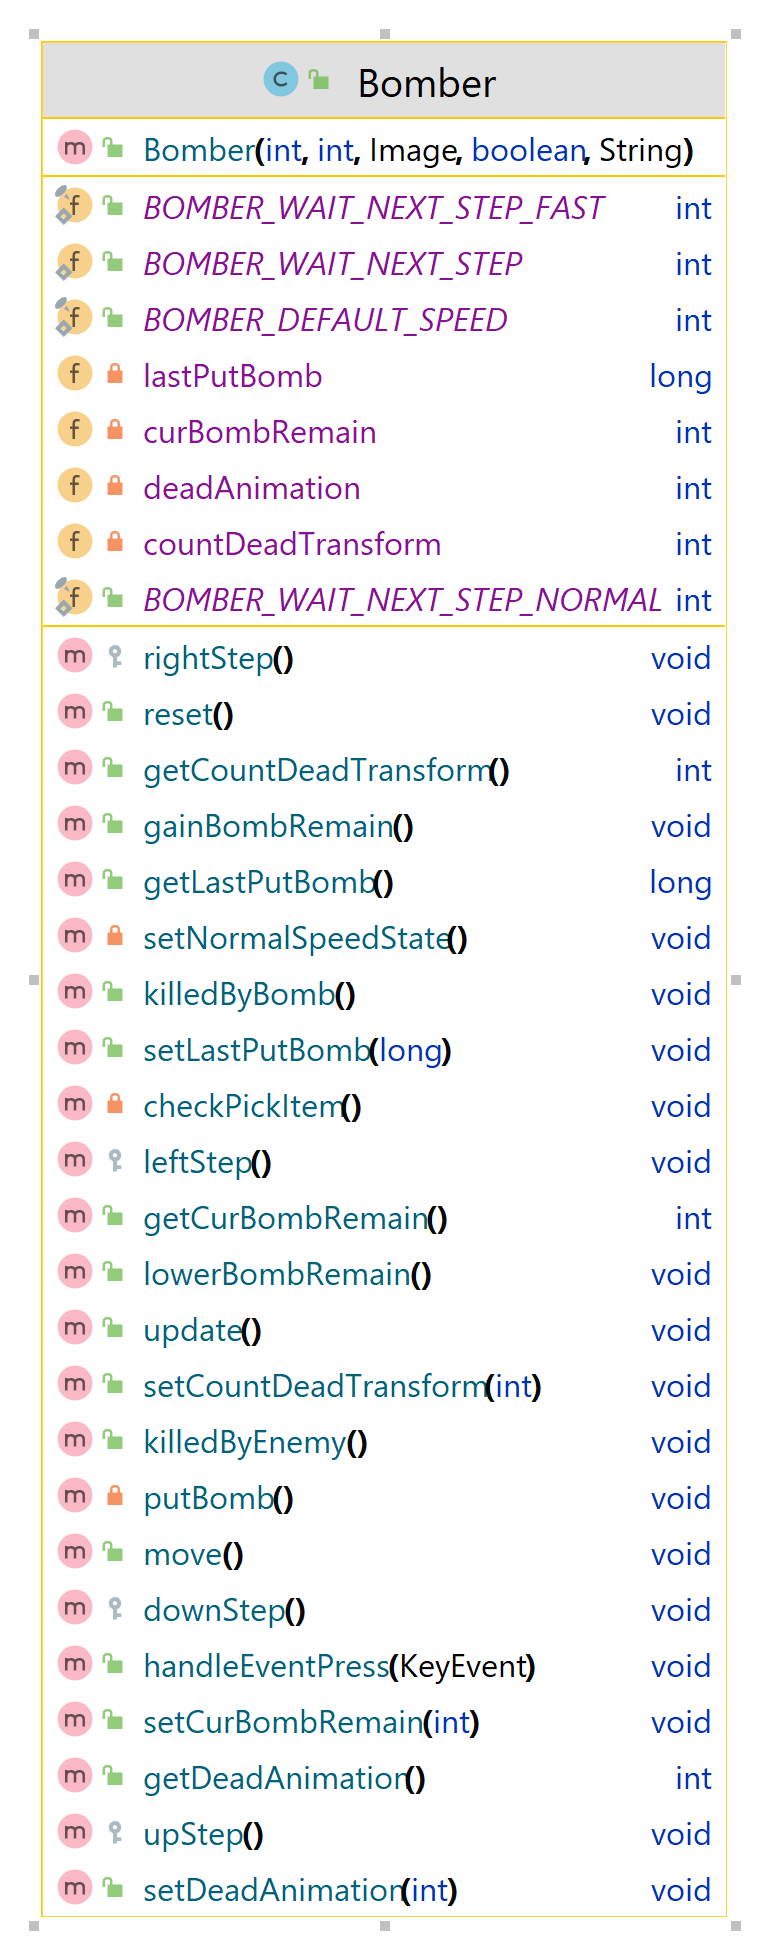 C Bomber
m Bomber(int, int, Image, boolean, String)
f BOMBER_WAIT_NEXT_STEP_FAST int
f BOMBER_WAIT_NEXT_STEP int
f BOMBER_DEFAULT_SPEED int
f lastPutBomb long
f curBombRemain int
f deadAnimation int
f countDeadTransform int
f BOMBER_WAIT_NEXT_STEP_NORMAL int
m rightStep() void
m reset() void
m getCountDeadTransform() int
m gainBombRemain() void
m getLastPutBomb() long
m setNormalSpeedState() void
m killedByBomb() void
m setLastPutBomb(long) void
m checkPickItem() void
m leftStep() void
m getCurBombRemain() int
m lowerBombRemain() void
m update() void
m setCountDeadTransform(int) void
m killedByEnemy() void
m putBomb() void
m move() void
m downStep() void
m handleEventPress(KeyEvent) void
m setCurBombRemain(int) void
m getDeadAnimation() int
m upStep() void
m setDeadAnimation(int) void